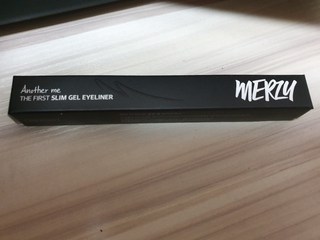 Another me
THE FIRST SLIM GEL EYELINER
MERZY